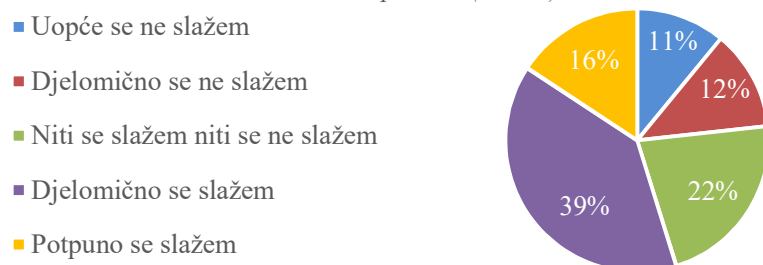 Uopće se ne slažem
Djelomično se ne slažem
Niti se slažem niti se ne slažem
Djelomično se slažem
Potpuno se slažem
11%
12%
22%
39%
16%